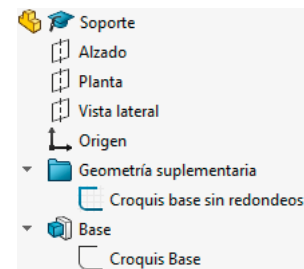 Soporte
Alzado
Planta
Vista lateral
Origen
Geometría suplementaria
Croquis base sin redondeos
Base
Croquis Base